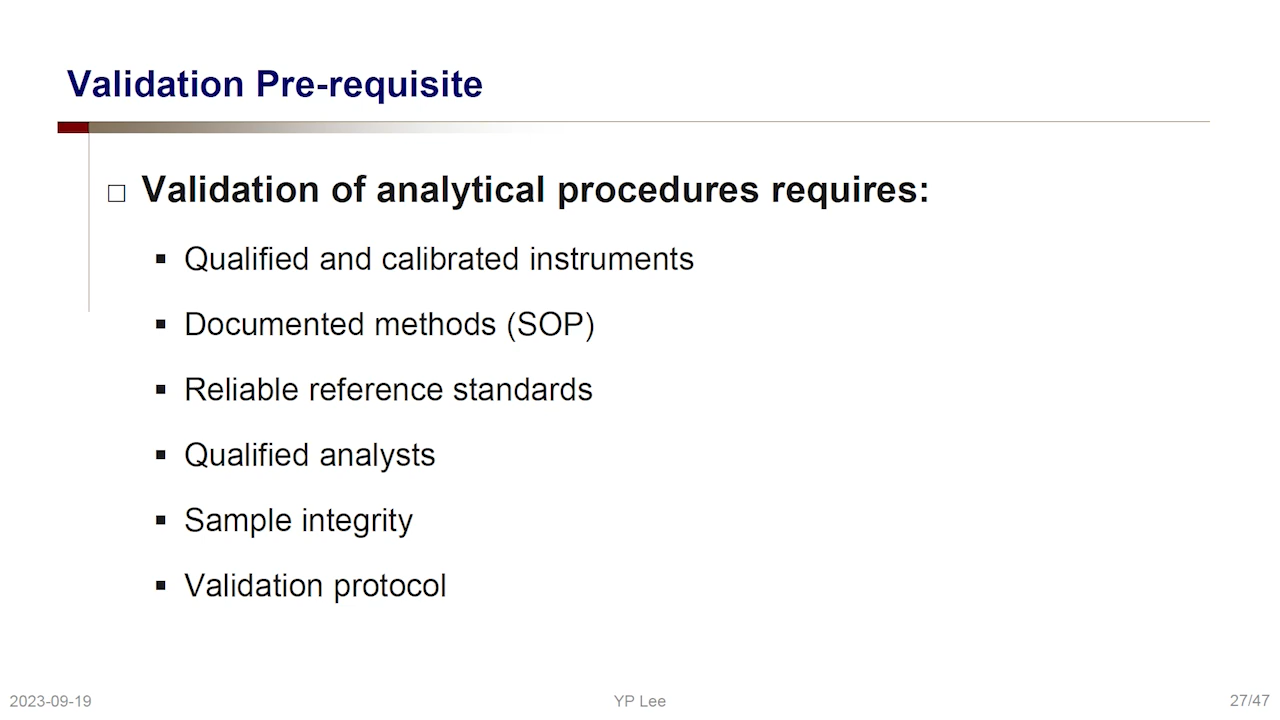 Validation Pre-requisite
Validation of analytical procedures requires:
Qualified and calibrated instruments
Documented methods (SOP)
Reliable reference standards
Qualified analysts
Sample integrity
Validation protocol
2023-09-19
YP Lee
27/47